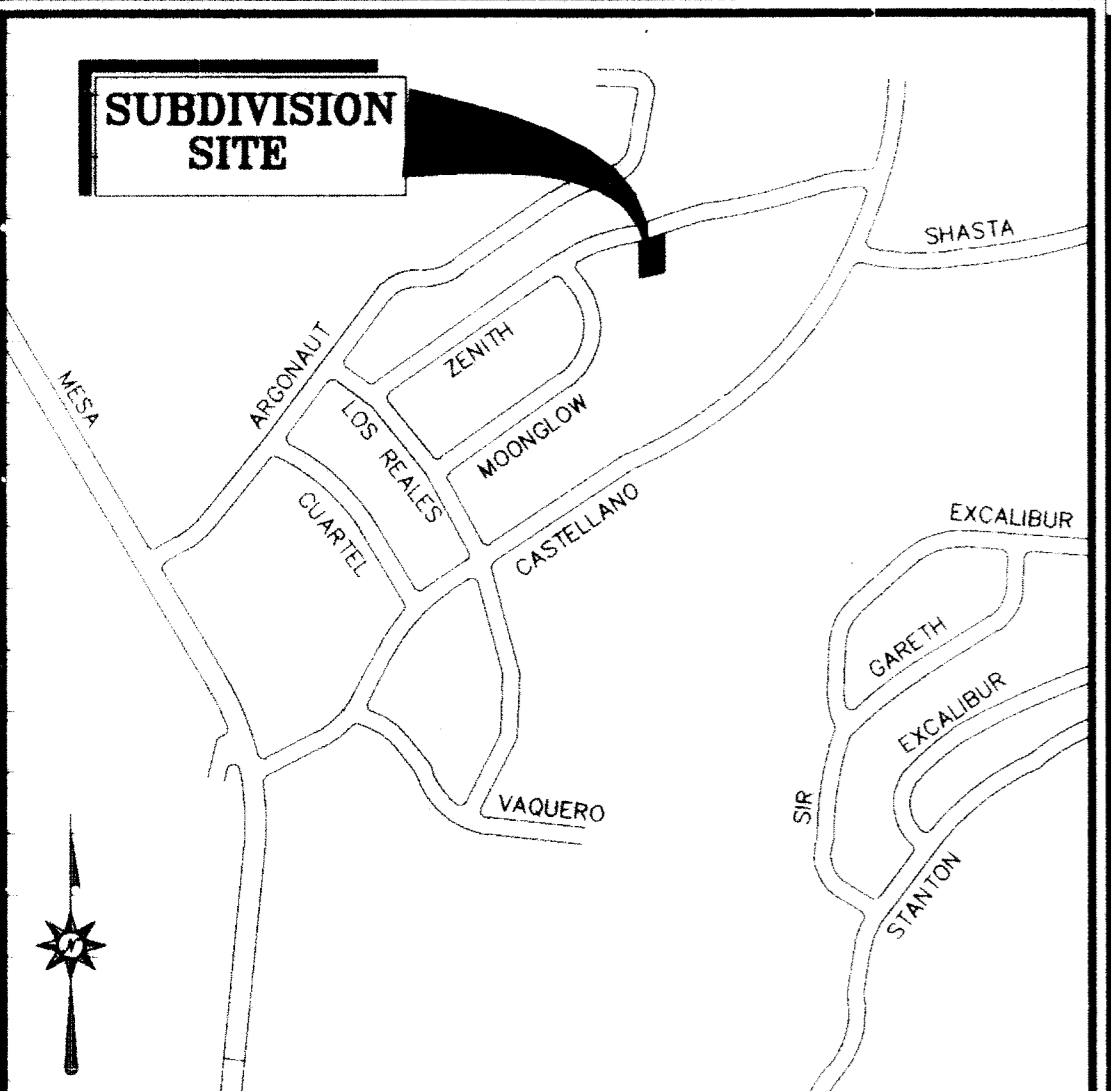 SUBDIVISION
SITE
SHASTA
ARGONAUT
ZENITH
MESA
LOS REALES
MOONGLOW
CUARTEL
CASTELLANO
EXCALIBUR
GARETH
EXCALIBUR
SIR
VAQUERO
STANTON
N